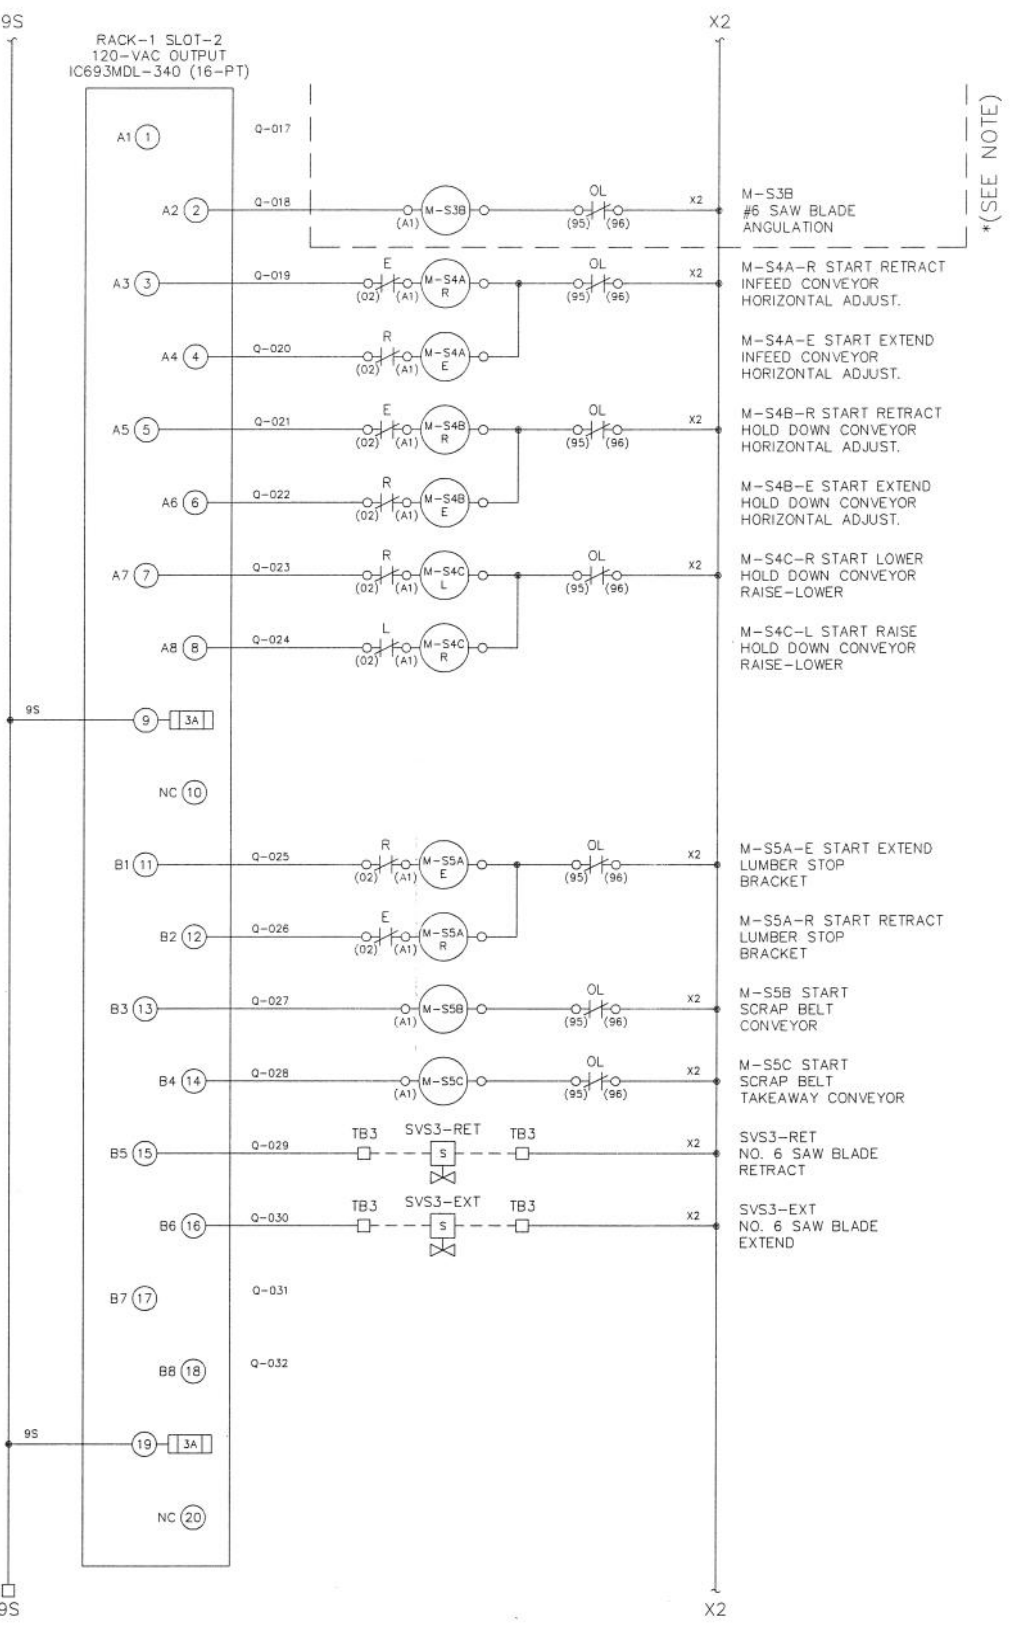 9S
X2
RACK-1 SLOT-2
120-VAC OUTPUT
IC693MDL-340 (16-PT)
*(SEE NOTE)
A1 1 Q-017
A2 2 Q-018 (A1) M-S3B OL (95) (96) X2
M-S3B
#6 SAW BLADE
ANGULATION
A3 3 Q-019 E (02) (A1) M-S4A R OL (95) (96) X2
M-S4A-R START RETRACT
INFEED CONVEYOR
HORIZONTAL ADJUST.
A4 4 Q-020 R (02) (A1) M-S4A E
M-S4A-E START EXTEND
INFEED CONVEYOR
HORIZONTAL ADJUST.
A5 5 Q-021 E (02) (A1) M-S4B R OL (95) (96) X2
M-S4B-R START RETRACT
HOLD DOWN CONVEYOR
HORIZONTAL ADJUST.
A6 6 Q-022 R (02) (A1) M-S4B E
M-S4B-E START EXTEND
HOLD DOWN CONVEYOR
HORIZONTAL ADJUST.
A7 7 Q-023 R (02) (A1) M-S4C L OL (95) (96) X2
M-S4C-R START LOWER
HOLD DOWN CONVEYOR
RAISE-LOWER
A8 8 Q-024 L (02) (A1) M-S4C R
M-S4C-L START RAISE
HOLD DOWN CONVEYOR
RAISE-LOWER
9S 9 3A
NC 10
B1 11 Q-025 R (02) (A1) M-S5A E OL (95) (96) X2
M-S5A-E START EXTEND
LUMBER STOP
BRACKET
B2 12 Q-026 E (02) (A1) M-S5A R
M-S5A-R START RETRACT
LUMBER STOP
BRACKET
B3 13 Q-027 (A1) M-S5B OL (95) (96) X2
M-S5B START
SCRAP BELT
CONVEYOR
B4 14 Q-028 (A1) M-S5C OL (95) (96) X2
M-S5C START
SCRAP BELT
TAKEAWAY CONVEYOR
B5 15 Q-029 TB3 SVS3-RET S TB3 X2
SVS3-RET
NO. 6 SAW BLADE
RETRACT
B6 16 Q-030 TB3 SVS3-EXT S TB3 X2
SVS3-EXT
NO. 6 SAW BLADE
EXTEND
B7 17 Q-031
B8 18 Q-032
9S 19 3A
NC 20
9S
X2